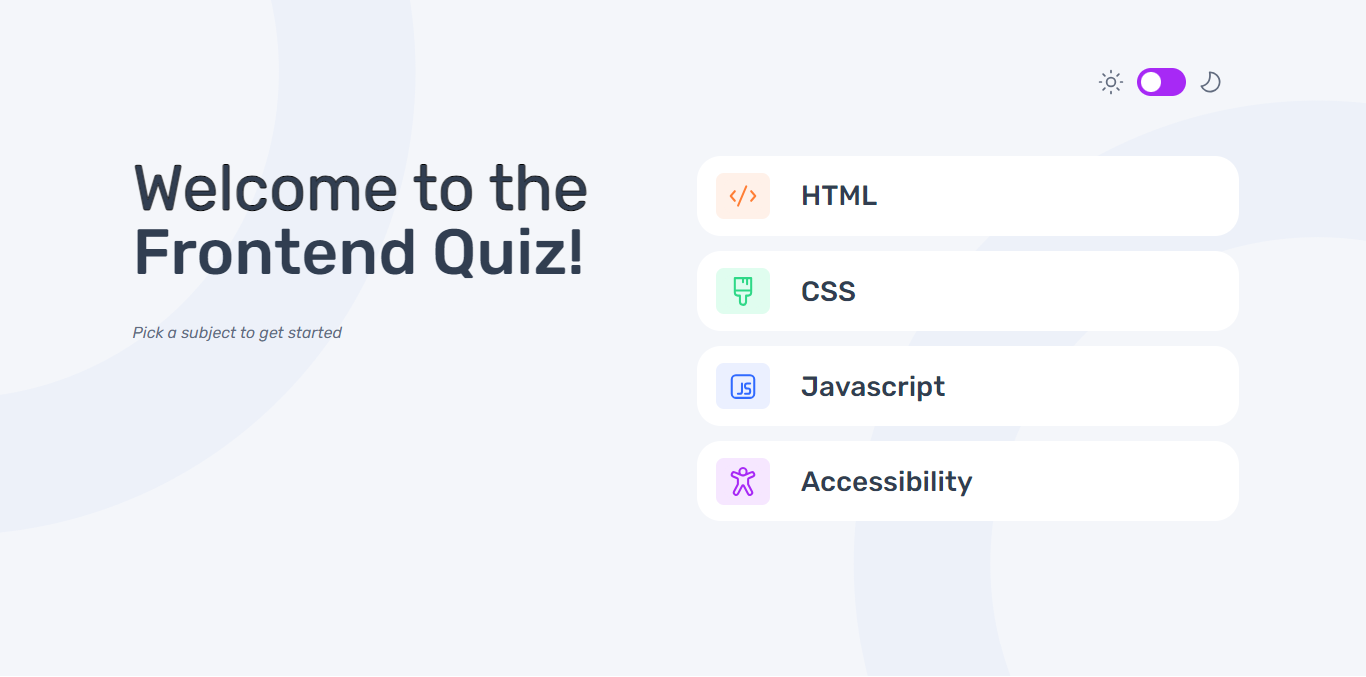 Welcome to the
Frontend Quiz!
Pick a subject to get started
</> HTML
CSS
JS Javascript
Accessibility